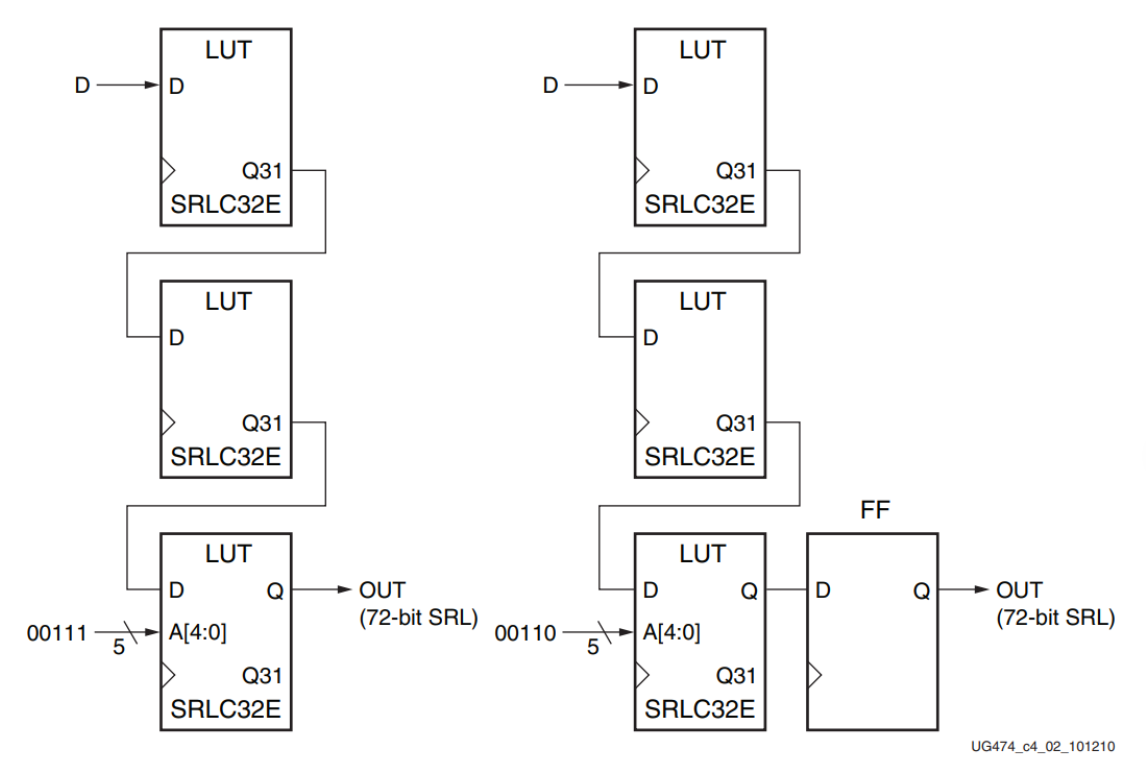 LUT
D
D
Q31
SRLC32E
LUT
D
Q31
SRLC32E
LUT
D
Q
OUT
(72-bit SRL)
00111
5
A[4:0]
Q31
SRLC32E
LUT
D
D
Q31
SRLC32E
LUT
D
Q31
SRLC32E
LUT
D
Q
00110
5
A[4:0]
Q31
SRLC32E
FF
D
Q
OUT
(72-bit SRL)
UG474_c4_02_101210